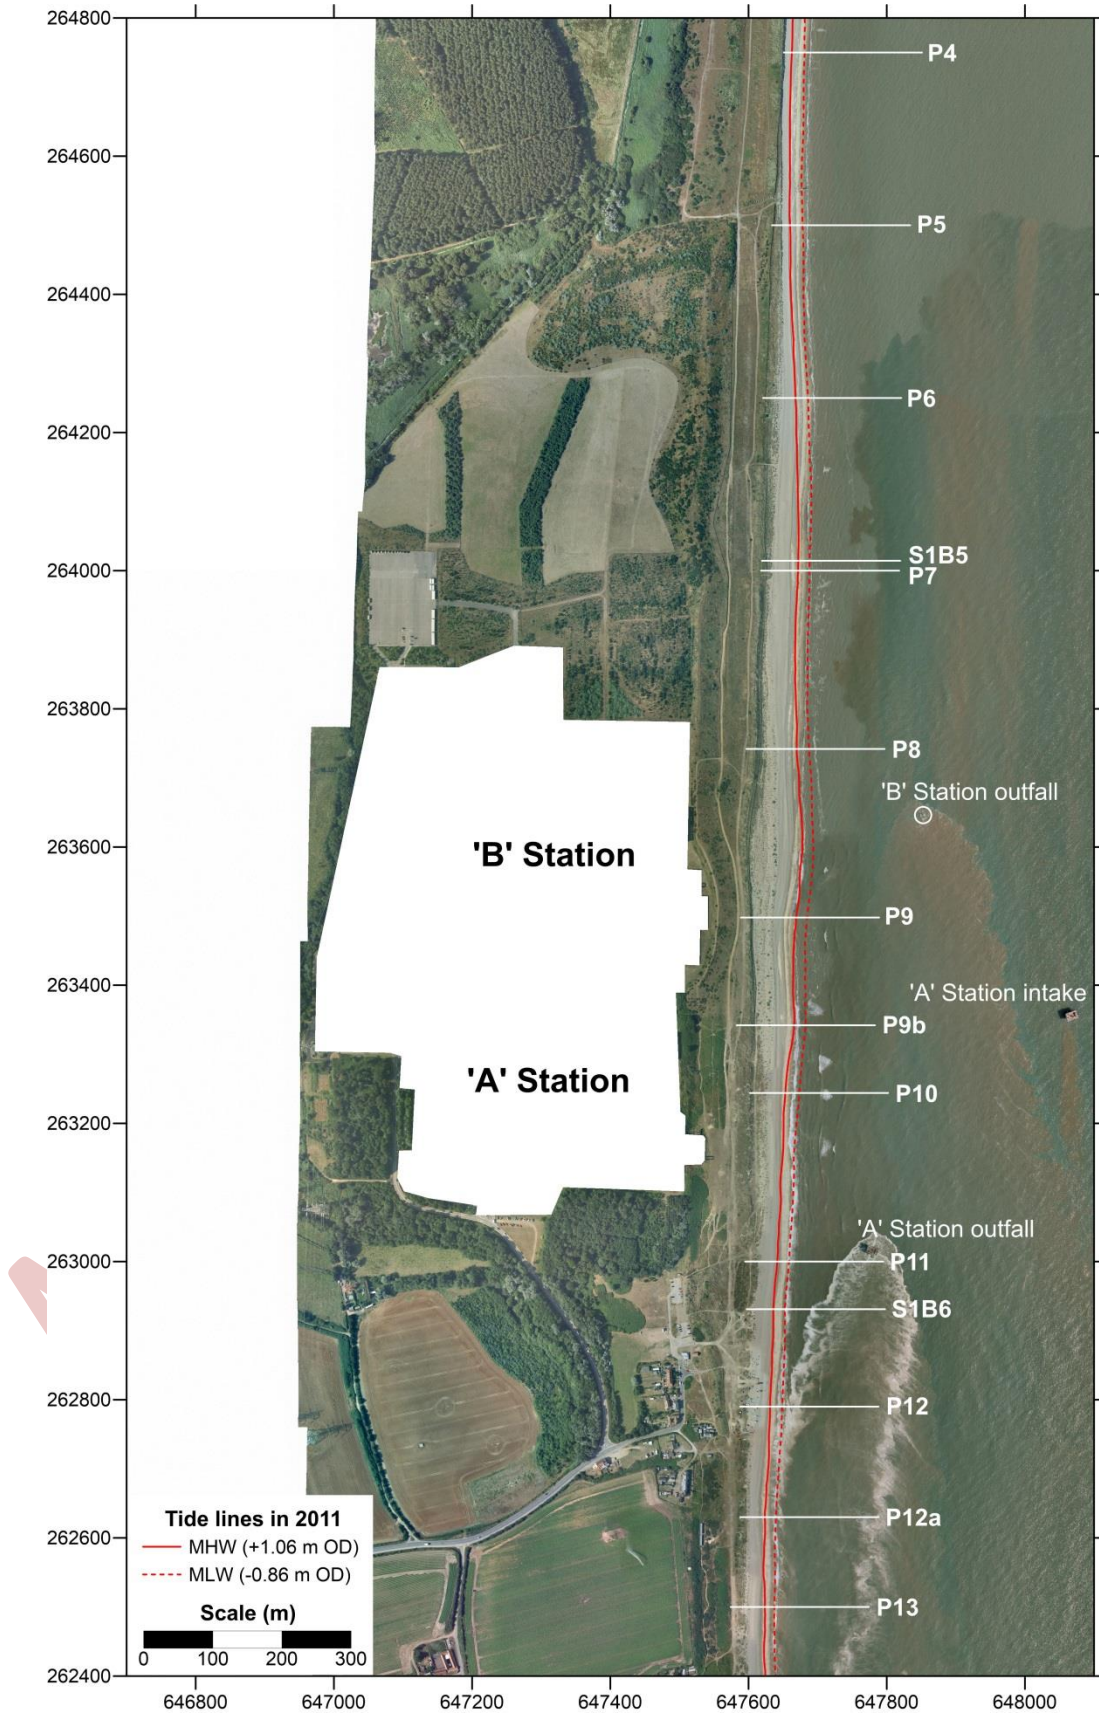 264800
P4
264600
P5
264400
P6
264200
S1B5
264000
P7
263800
P8
'B' Station outfall
263600
'B' Station
P9
263400
'A' Station intake
P9b
'A' Station
P10
263200
'A' Station outfall
263000
P11
S1B6
262800
P12
Tide lines in 2011
MHW (+1.06 m OD)
MLW (-0.86 m OD)
262600
P12a
Scale (m)
P13
0 100 200 300
262400
646800 647000 647200 647400 647600 647800 648000